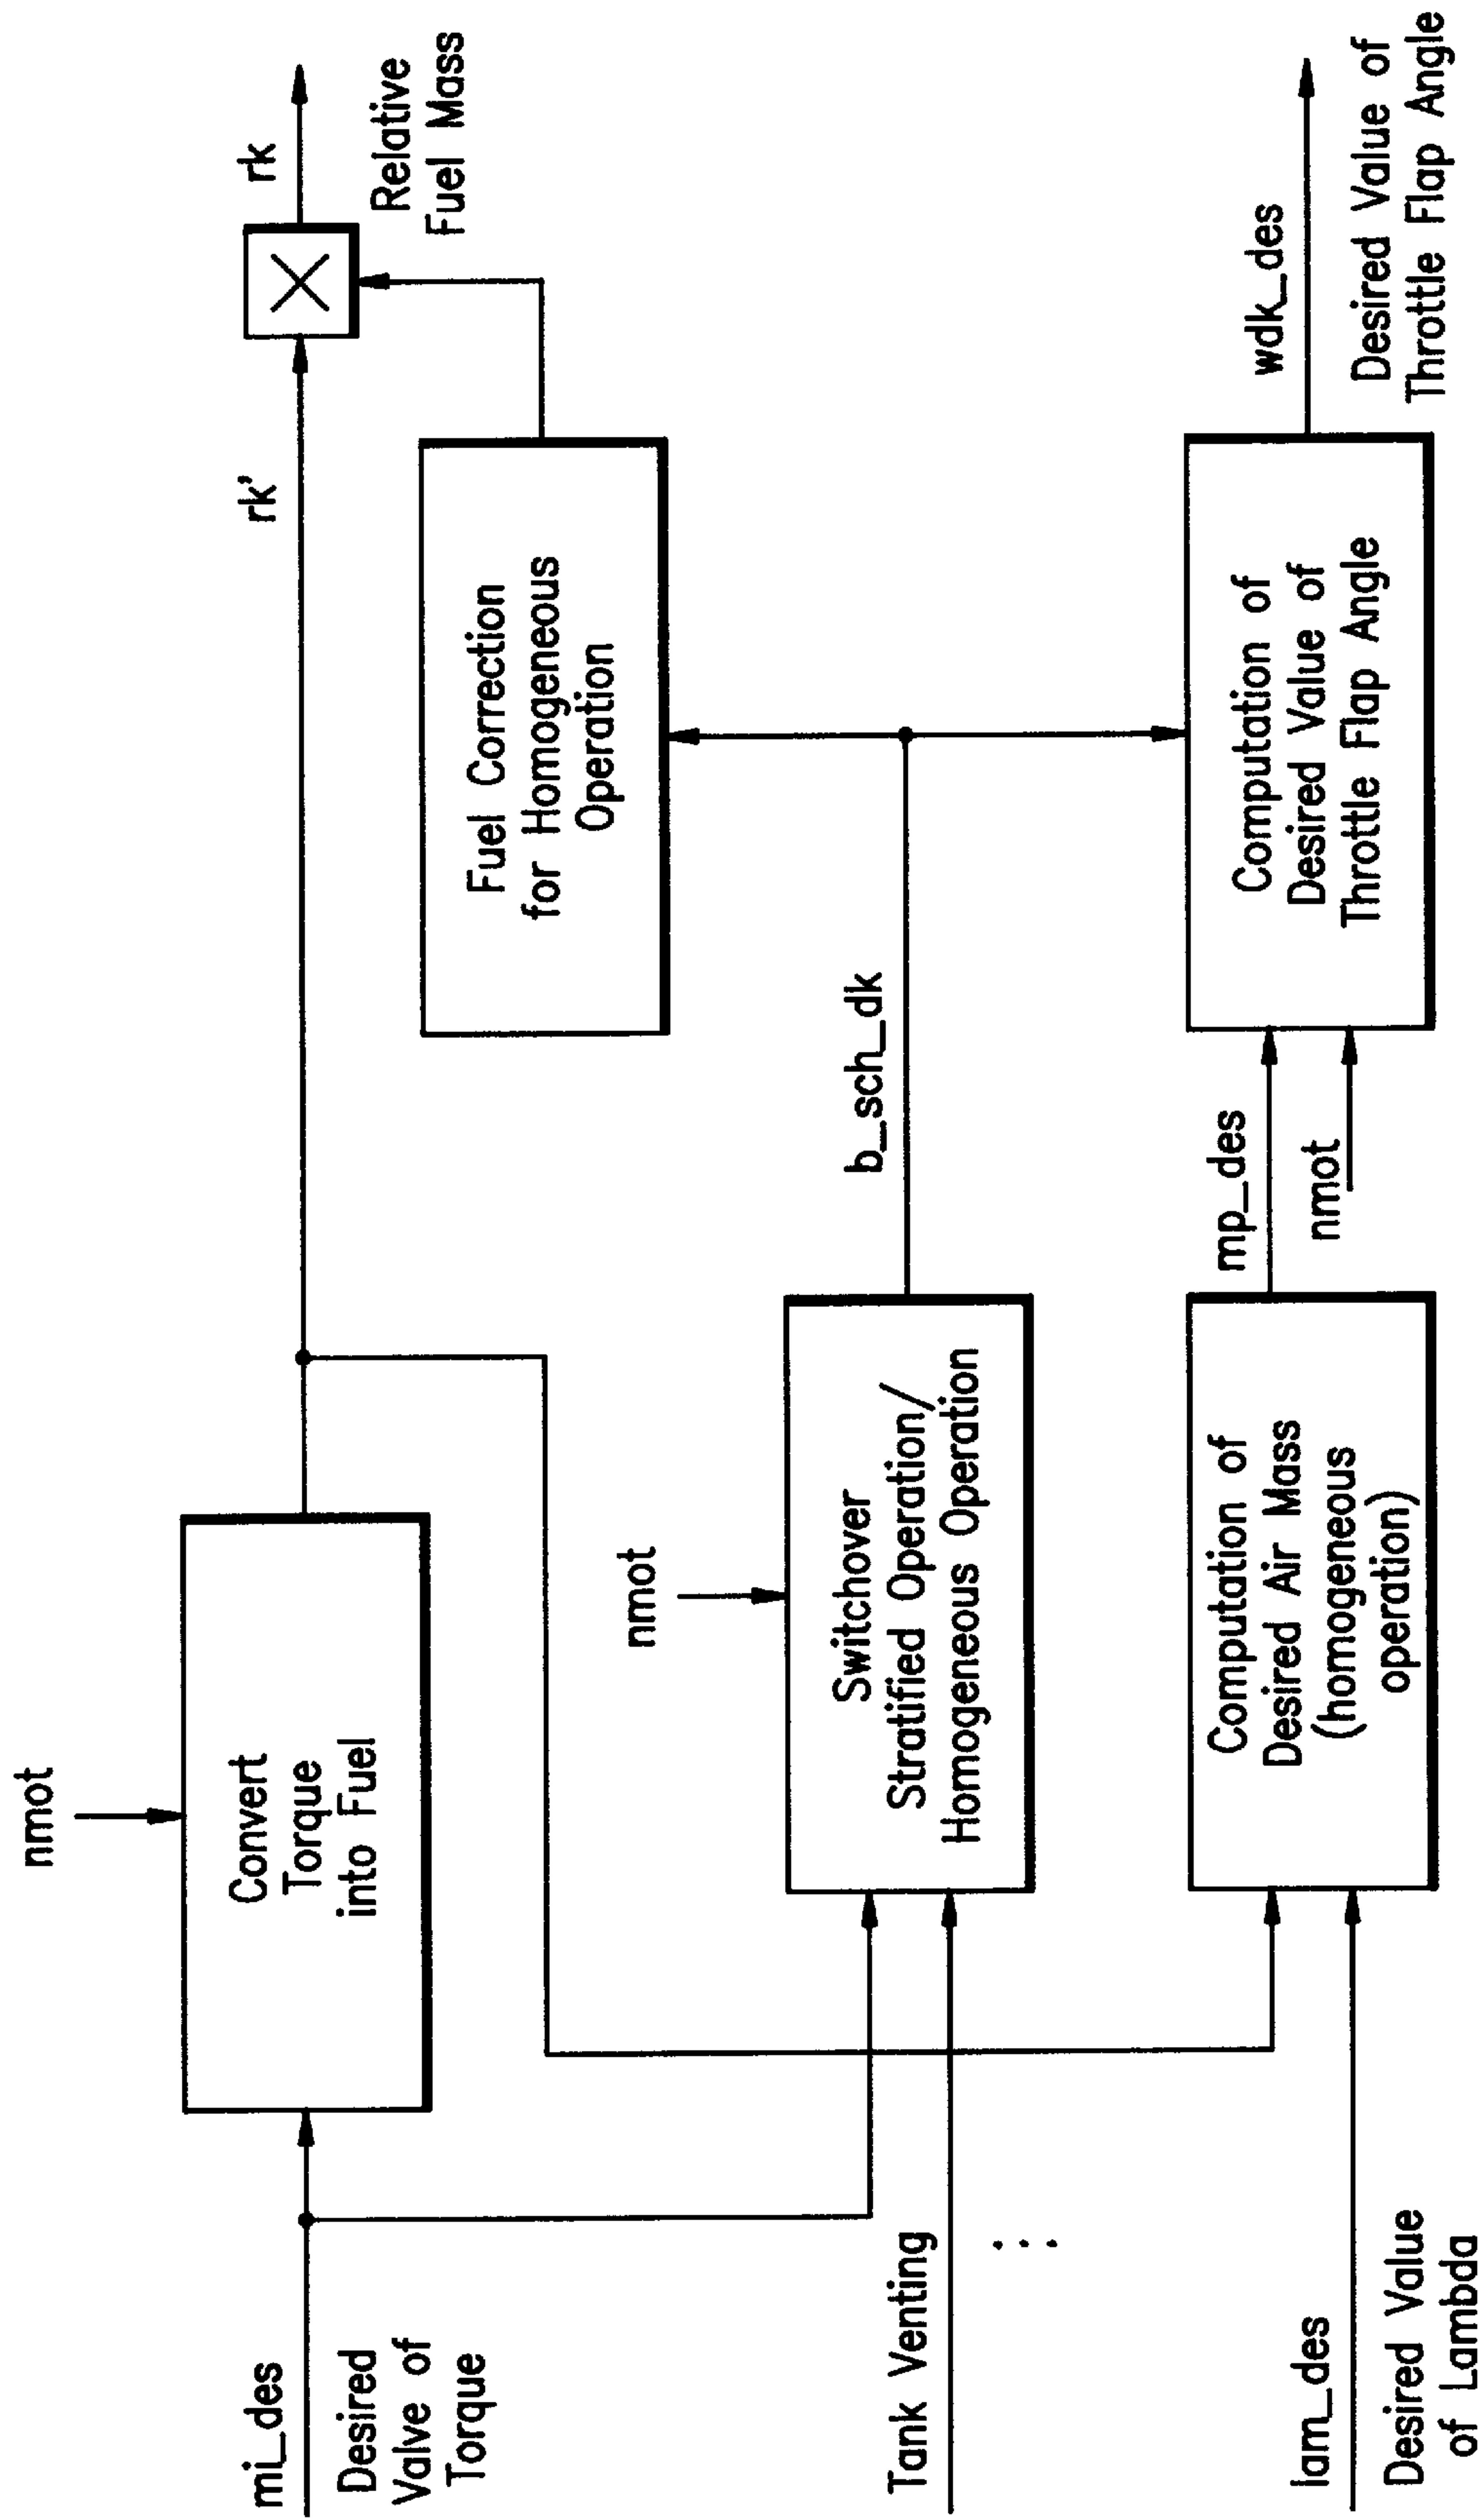 nmot
mi_des
Desired
Valve of
Torque
Convert
Torque
into Fuel
rk'
rk
Relative
Fuel Mass
Fuel Correction
for Homogeneous
Operation
nmot
Tank Venting
Switchover
Stratified Operation/
Homogeneous Operation
b_sch_dk
iam_des
Desired Value
of Lambda
Computation of
Desired Air Mass
(homogeneous
operation)
mp_des
nmot
Computation of
Desired Value of
Throttle Flap Angle
wdk_des
Desired Value of
Throttle Flap Angle